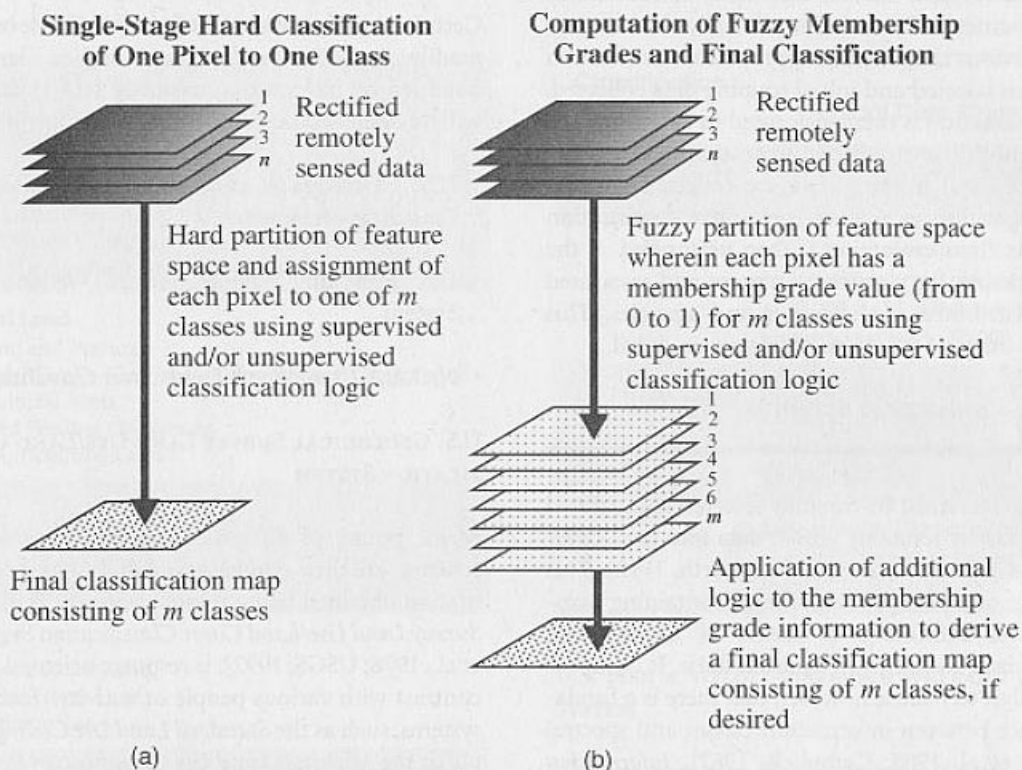 Single-Stage Hard Classification
of One Pixel to One Class
1
2
3
n
Rectified
remotely
sensed data
Hard partition of feature
space and assignment of
each pixel to one of m
classes using supervised
and/or unsupervised
classification logic
Final classification map
consisting of m classes
(a)
Computation of Fuzzy Membership
Grades and Final Classification
1
2
3
n
Rectified
remotely
sensed data
Fuzzy partition of feature space
wherein each pixel has a
membership grade value (from
0 to 1) for m classes using
supervised and/or unsupervised
classification logic
1
2
3
4
5
6
m
Application of additional
logic to the membership
grade information to derive
a final classification map
consisting of m classes, if
desired
(b)